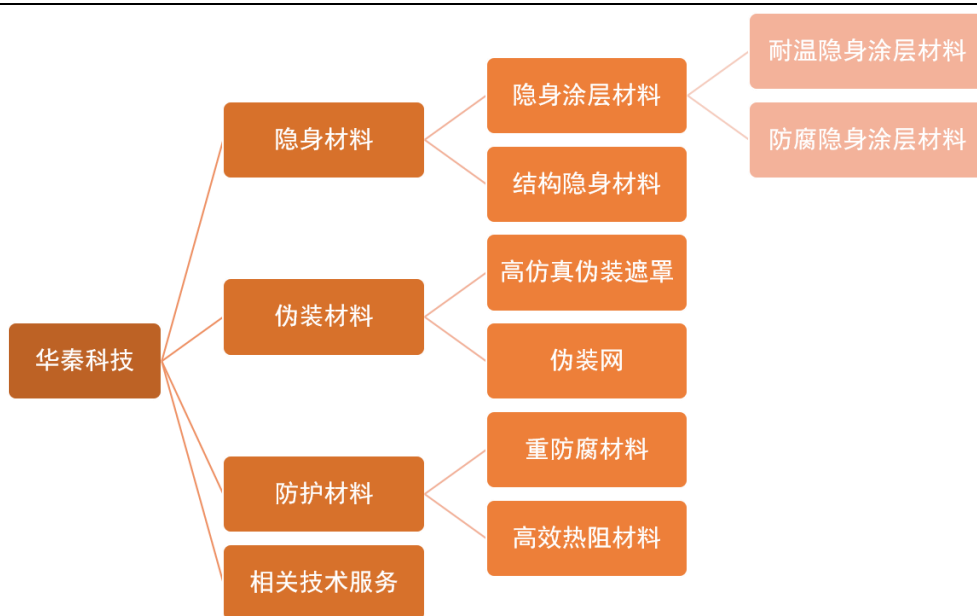 华秦科技
隐身材料
隐身涂层材料
耐温隐身涂层材料
防腐隐身涂层材料
结构隐身材料
伪装材料
高仿真伪装遮罩
伪装网
防护材料
重防腐材料
高效热阻材料
相关技术服务